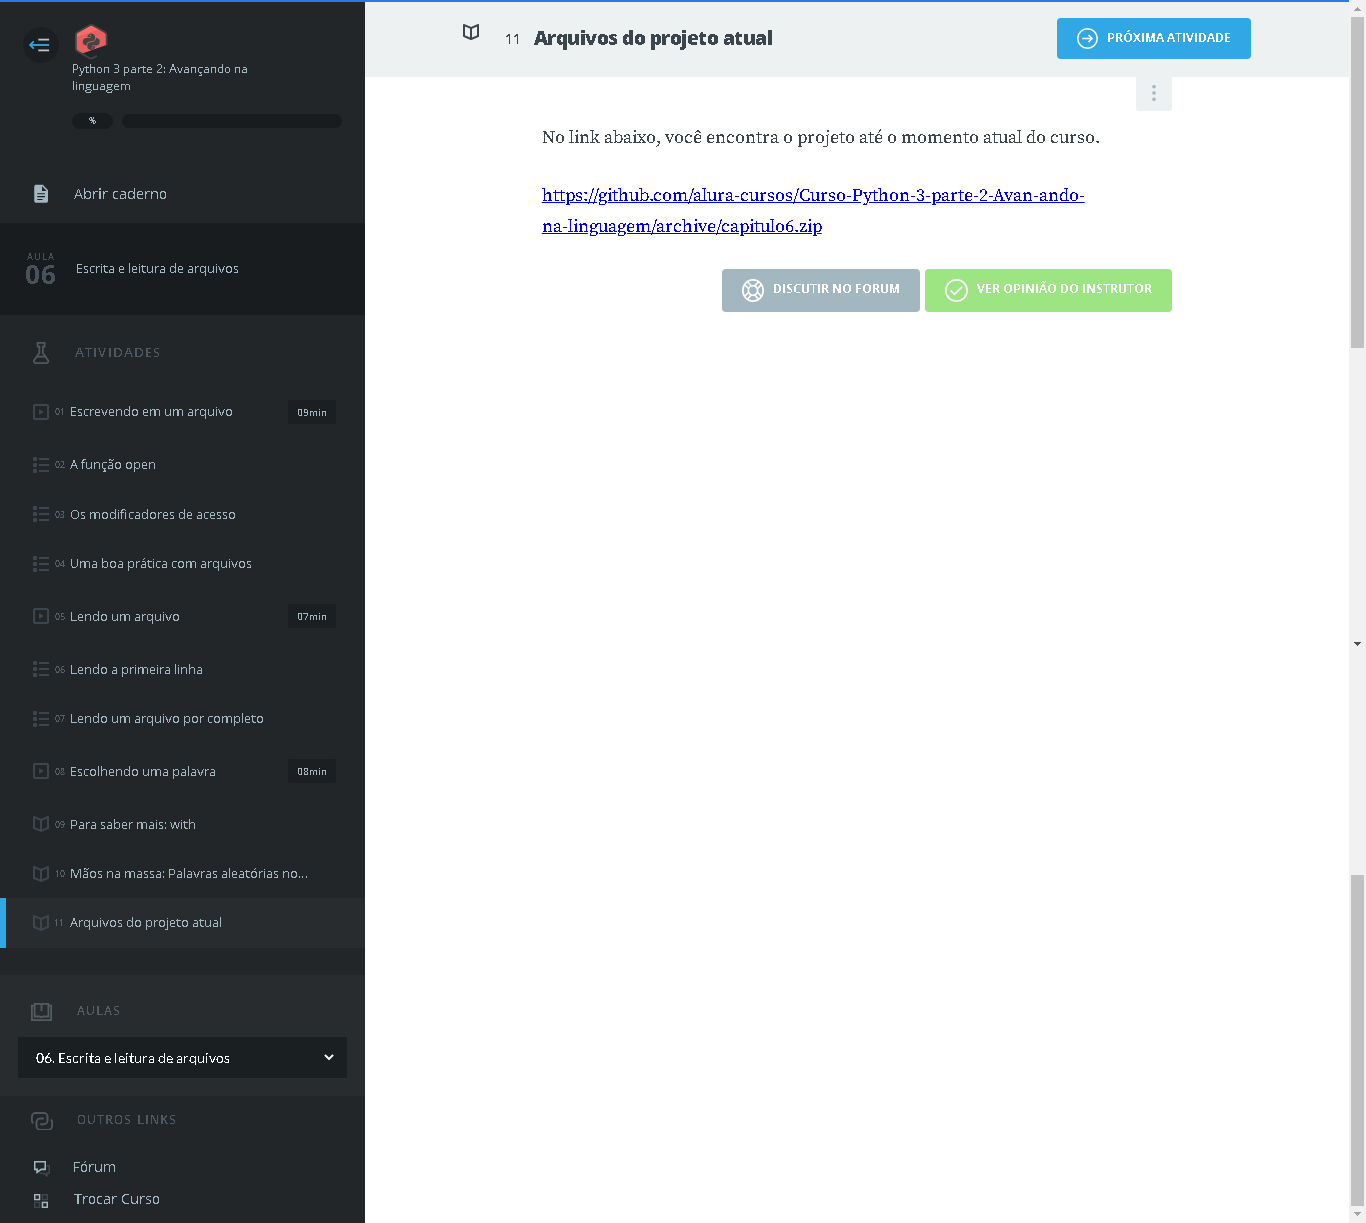 Python 3 parte 2: Avançando na
linguagem
%
Abrir caderno
AULA
06
Escrita e leitura de arquivos
ATIVIDADES
01 Escrevendo em um arquivo 09min
02 A função open
03 Os modificadores de acesso
04 Uma boa prática com arquivos
05 Lendo um arquivo 07min
06 Lendo a primeira linha
07 Lendo um arquivo por completo
08 Escolhendo uma palavra 08min
09 Para saber mais: with
10 Mãos na massa: Palavras aleatórias no...
11 Arquivos do projeto atual
AULAS
06. Escrita e leitura de arquivos
OUTROS LINKS
Fórum
Trocar Curso
11 Arquivos do projeto atual
PRÓXIMA ATIVIDADE
No link abaixo, você encontra o projeto até o momento atual do curso.
https://github.com/alura-cursos/Curso-Python-3-parte-2-Avan-ando-
na-linguagem/archive/capitulo6.zip
DISCUTIR NO FORUM
VER OPINIÃO DO INSTRUTOR